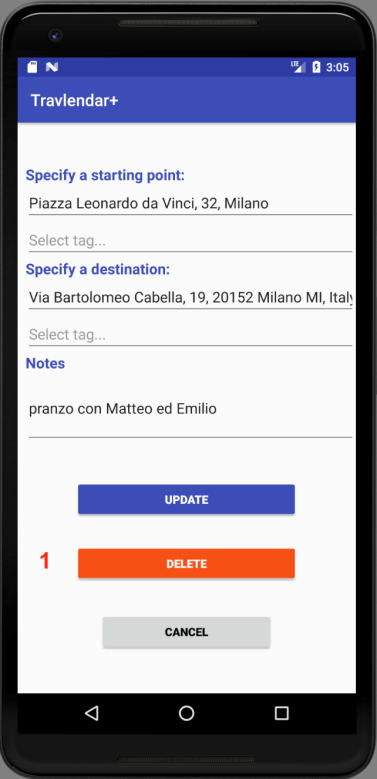 LTE 3:05
Travlendar+
Specify a starting point:
Piazza Leonardo da Vinci, 32, Milano
Select tag...
Specify a destination:
Via Bartolomeo Cabella, 19, 20152 Milano MI, Italy
Select tag...
Notes
pranzo con Matteo ed Emilio
UPDATE
1 DELETE
CANCEL